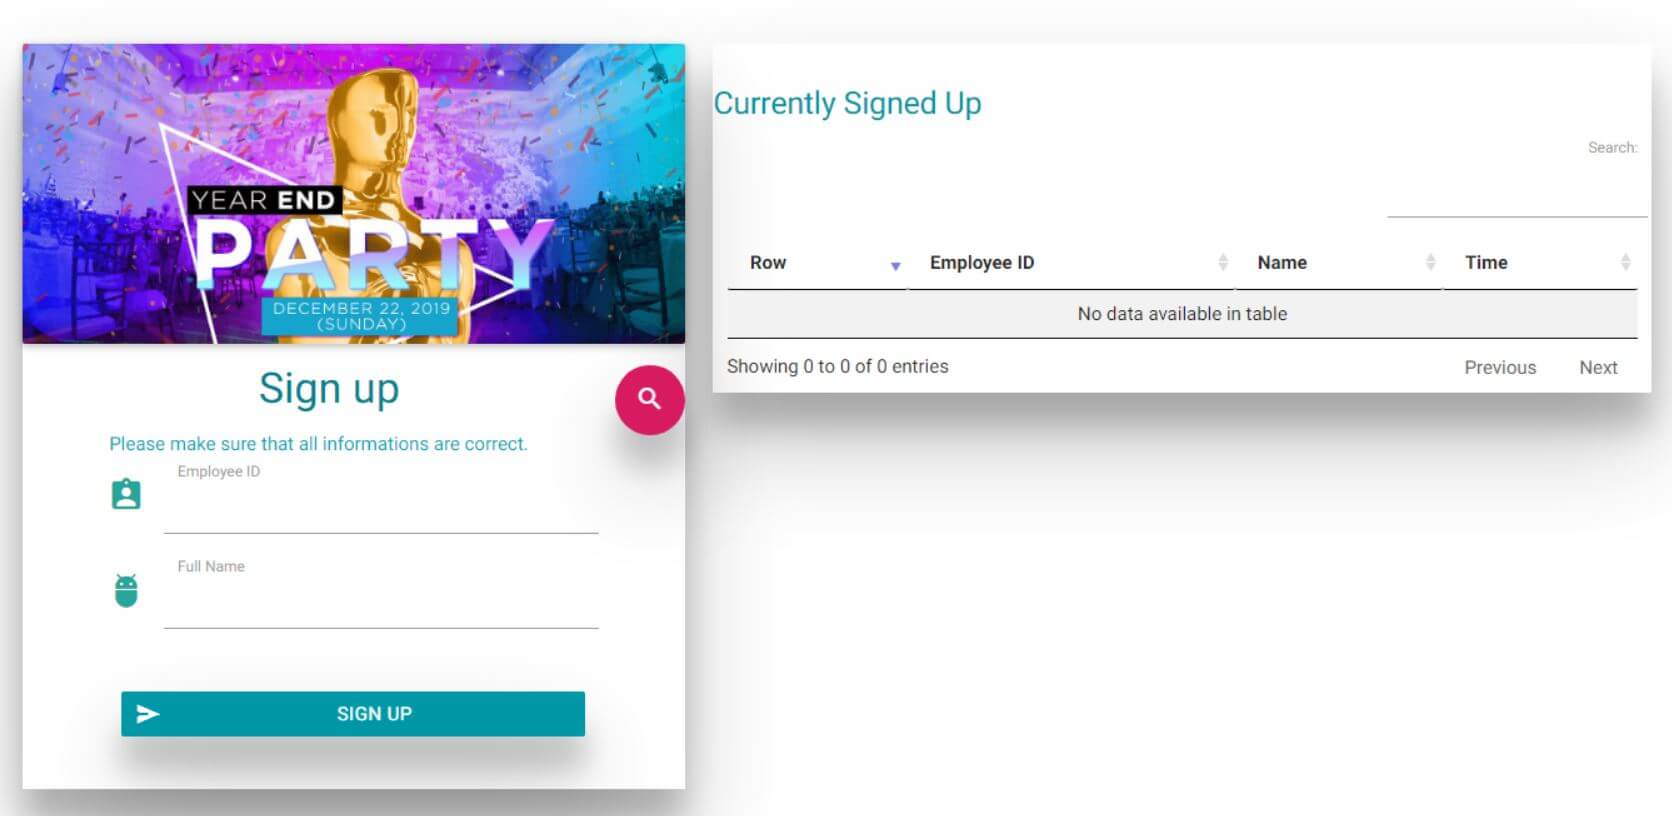 YEAR END
PARTY
DECEMBER 22, 2019
(SUNDAY)
Sign up
Please make sure that all informations are correct.
Employee ID
Full Name
SIGN UP
Currently Signed Up
Search:
Row Employee ID Name Time
No data available in table
Showing 0 to 0 of 0 entries
Previous Next